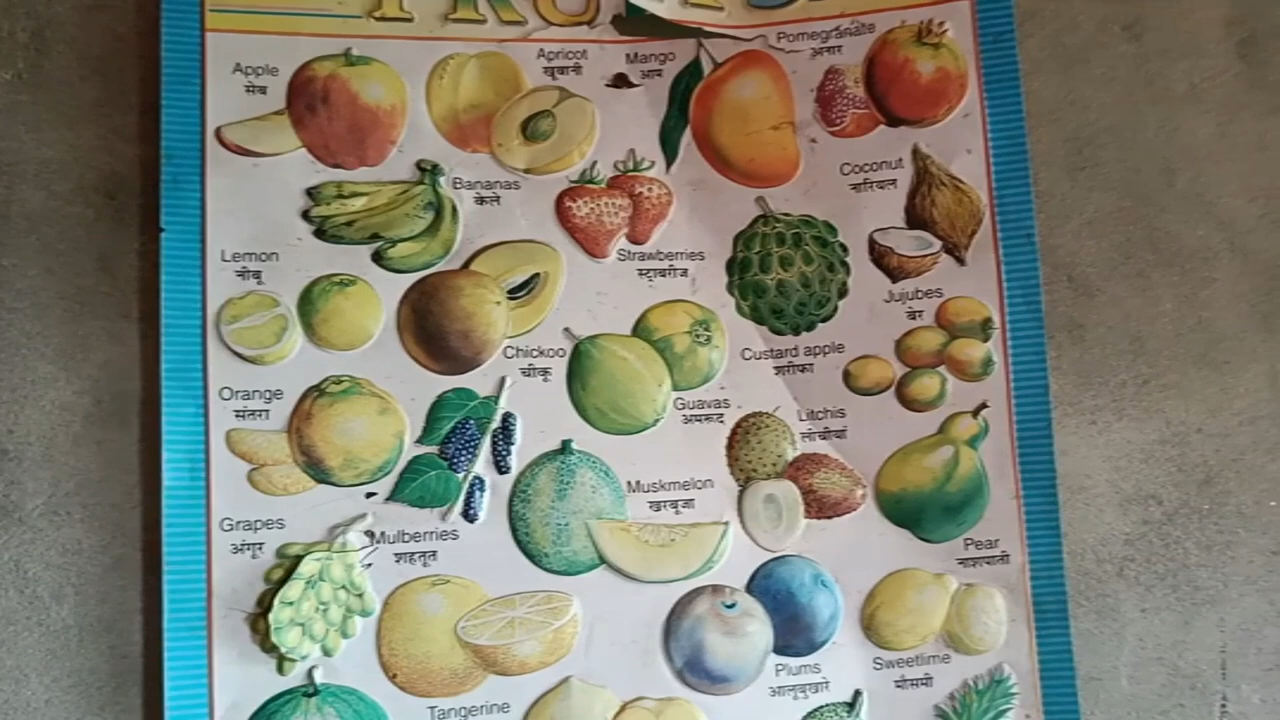 Apple
सेब
Apricot
खूबानी
Mango
आम
Pomegranate
अनार
Bananas
केले
Strawberries
स्ट्राबरीज
Coconut
नारियल
Lemon
नीबू
Chickoo
चीकू
Guavas
अमरूद
Custard apple
शरीफा
Jujubes
बेर
Orange
संतरा
Mulberries
शहतूत
Muskmelon
खरबूजा
Litchis
लीचीयां
Pear
नाशपाती
Grapes
अंगूर
Tangerine
Plums
आलूबुखारे
Sweetlime
मौसमी